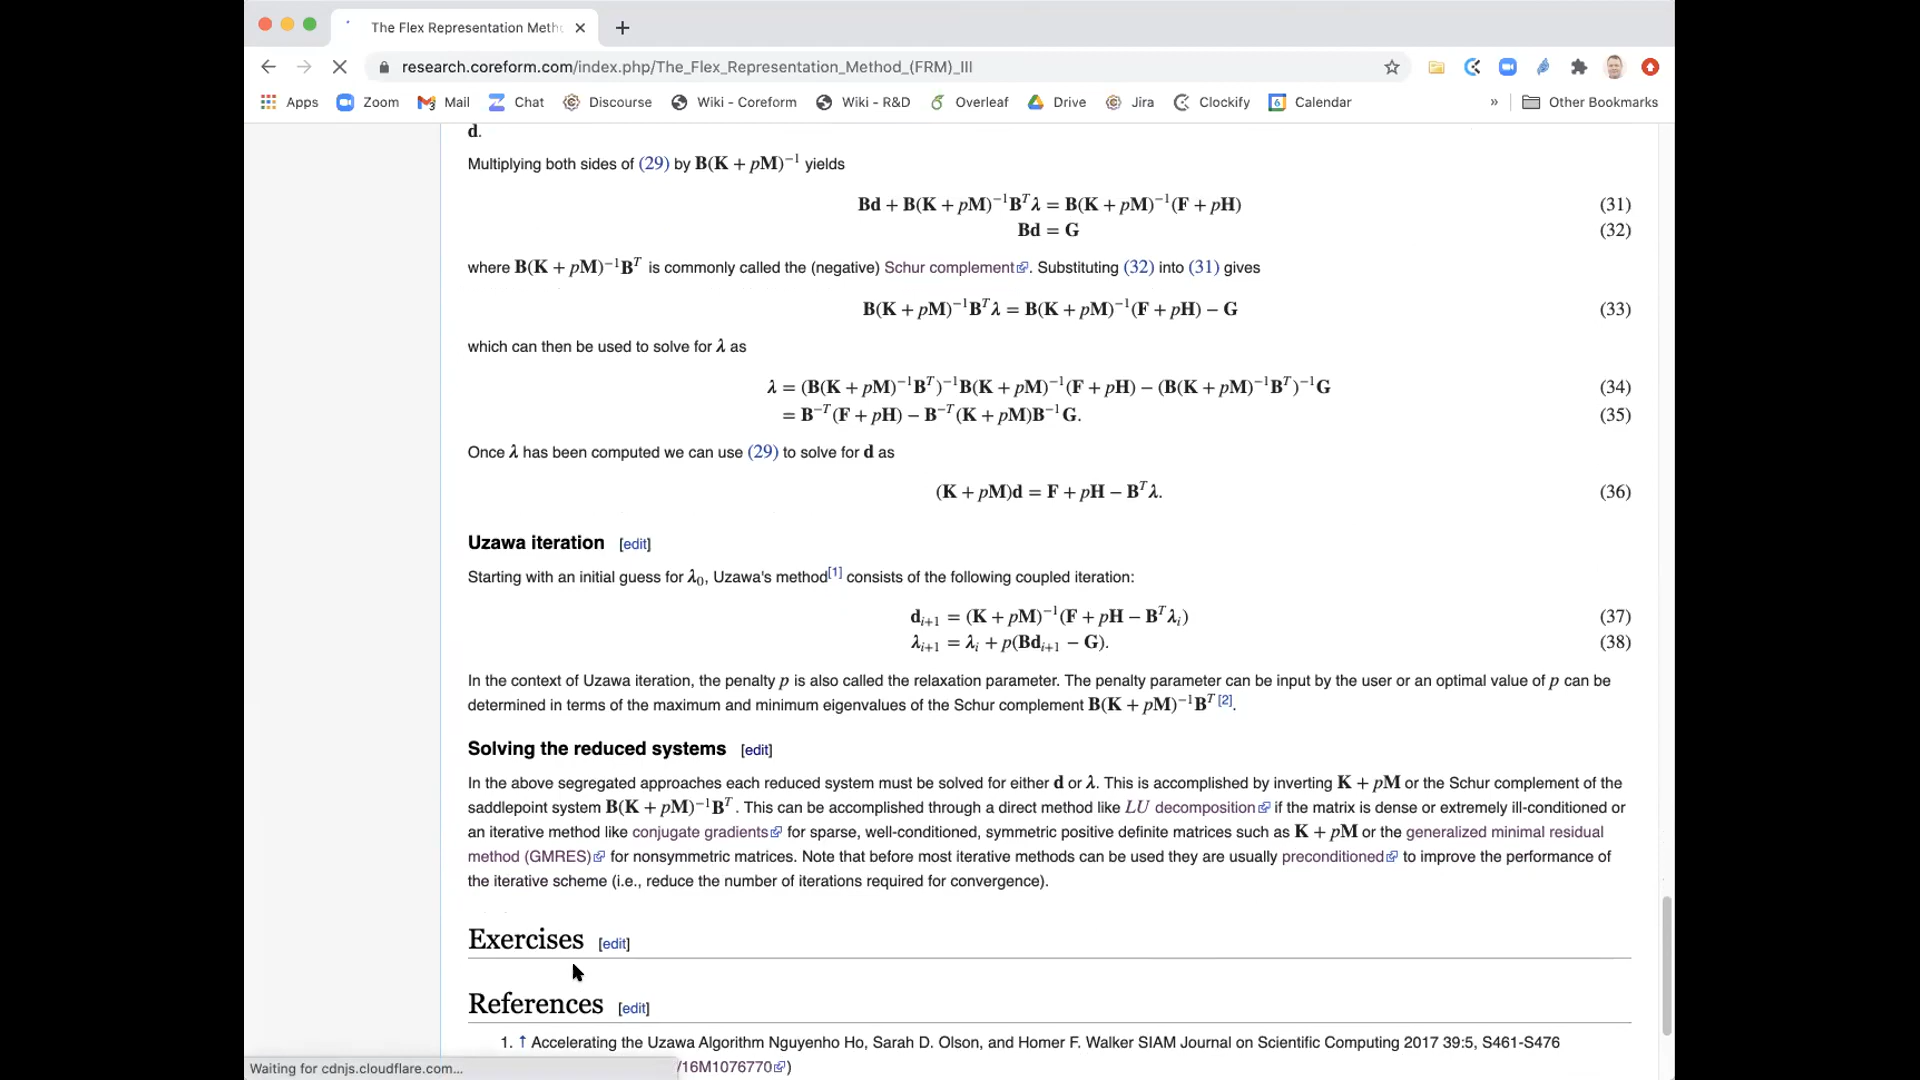 The Flex Representation Meth
research.coreform.com/index.php/The_Flex_Representation_Method_(FRM)_III
Apps Zoom Mail Chat Discourse Wiki - Coreform Wiki - R&D Overleaf Drive Jira Clockify Calendar » Other Bookmarks
d.
Multiplying both sides of (29) by B(K + pM)⁻¹ yields
Bd + B(K + pM)⁻¹Bᵀλ = B(K + pM)⁻¹(F + pH) (31)
Bd = G (32)
where B(K + pM)⁻¹Bᵀ is commonly called the (negative) Schur complement. Substituting (32) into (31) gives
B(K + pM)⁻¹Bᵀλ = B(K + pM)⁻¹(F + pH) − G (33)
which can then be used to solve for λ as
λ = (B(K + pM)⁻¹Bᵀ)⁻¹B(K + pM)⁻¹(F + pH) − (B(K + pM)⁻¹Bᵀ)⁻¹G (34)
= B⁻ᵀ(F + pH) − B⁻ᵀ(K + pM)B⁻¹G. (35)
Once λ has been computed we can use (29) to solve for d as
(K + pM)d = F + pH − Bᵀλ. (36)
Uzawa iteration [edit]
Starting with an initial guess for λ₀, Uzawa's method[1] consists of the following coupled iteration:
dᵢ₊₁ = (K + pM)⁻¹(F + pH − Bᵀλᵢ) (37)
λᵢ₊₁ = λᵢ + p(Bdᵢ₊₁ − G). (38)
In the context of Uzawa iteration, the penalty p is also called the relaxation parameter. The penalty parameter can be input by the user or an optimal value of p can be
determined in terms of the maximum and minimum eigenvalues of the Schur complement B(K + pM)⁻¹Bᵀ [2].
Solving the reduced systems [edit]
In the above segregated approaches each reduced system must be solved for either d or λ. This is accomplished by inverting K + pM or the Schur complement of the
saddlepoint system B(K + pM)⁻¹Bᵀ. This can be accomplished through a direct method like LU decomposition if the matrix is dense or extremely ill-conditioned or
an iterative method like conjugate gradients for sparse, well-conditioned, symmetric positive definite matrices such as K + pM or the generalized minimal residual
method (GMRES) for nonsymmetric matrices. Note that before most iterative methods can be used they are usually preconditioned to improve the performance of
the iterative scheme (i.e., reduce the number of iterations required for convergence).
Exercises [edit]
References [edit]
1. ↑ Accelerating the Uzawa Algorithm Nguyenho Ho, Sarah D. Olson, and Homer F. Walker SIAM Journal on Scientific Computing 2017 39:5, S461-S476
Waiting for cdnjs.cloudflare.com... /16M1076770)